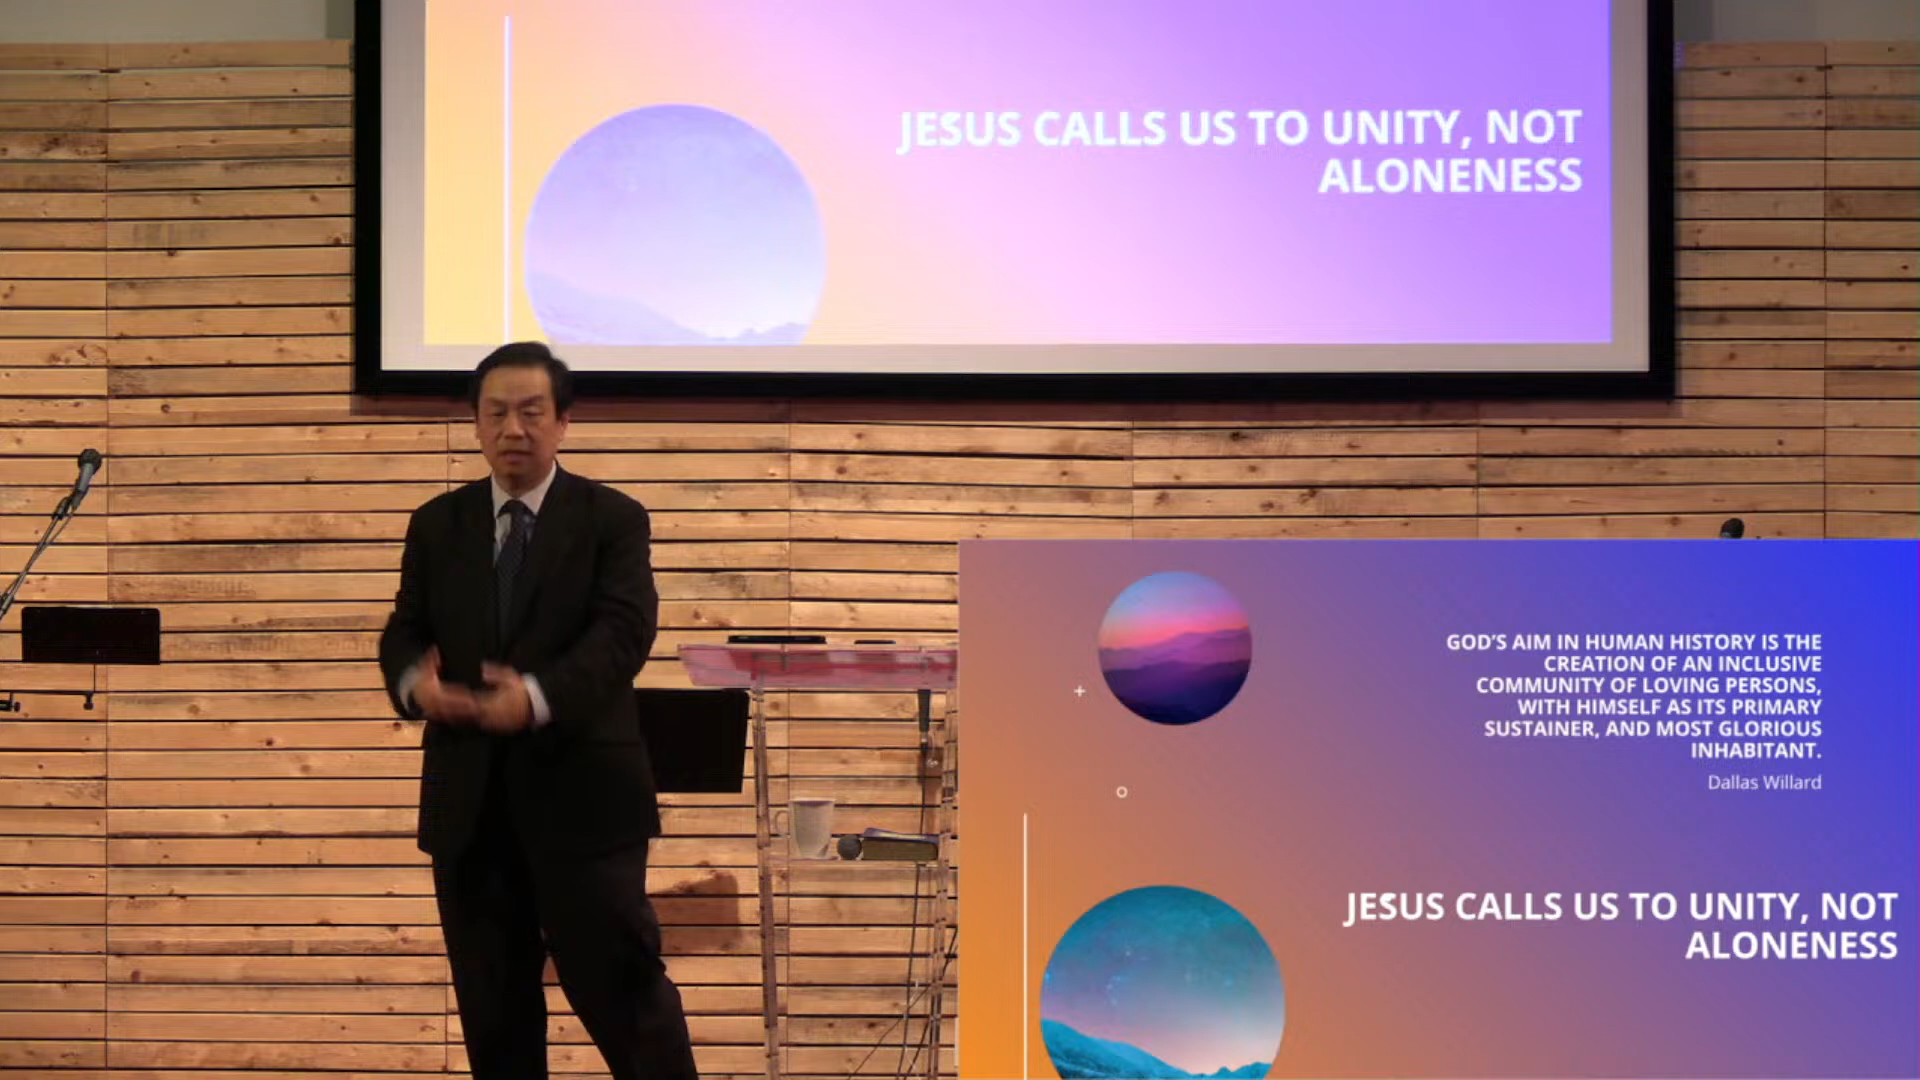 JESUS CALLS US TO UNITY, NOT
ALONENESS
GOD’S AIM IN HUMAN HISTORY IS THE
CREATION OF AN INCLUSIVE
COMMUNITY OF LOVING PERSONS,
WITH HIMSELF AS ITS PRIMARY
SUSTAINER, AND MOST GLORIOUS
INHABITANT.
Dallas Willard
JESUS CALLS US TO UNITY, NOT
ALONENESS